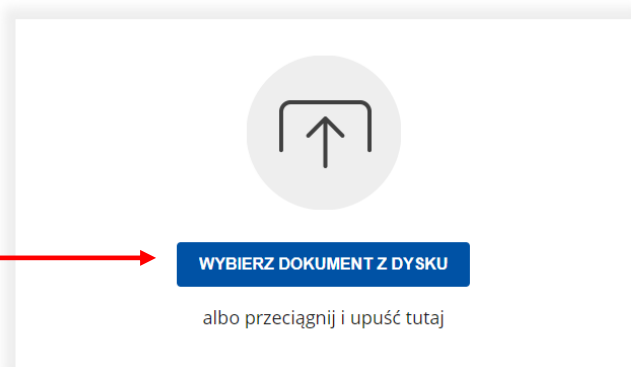 WYBIERZ DOKUMENT Z DYSKU
albo przeciągnij i upuść tutaj